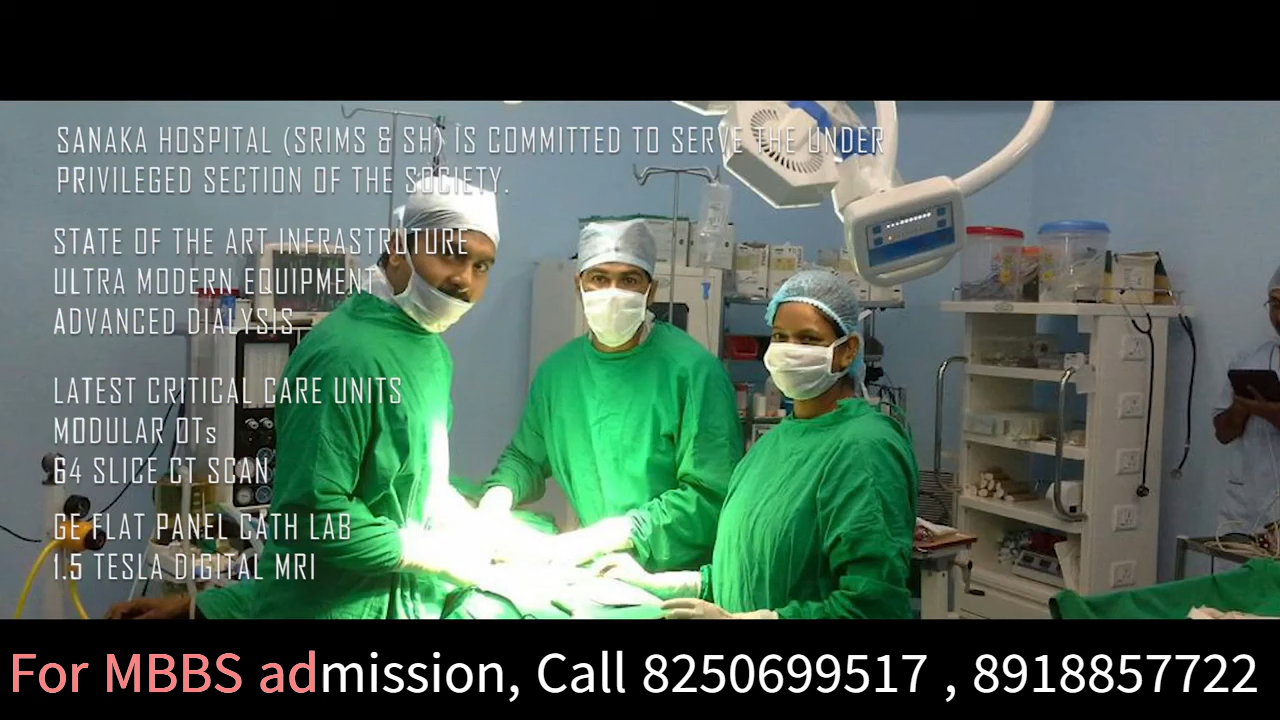 SANAKA HOSPITAL (SRIMS & SH) IS COMMITTED TO SERVE THE UNDER
PRIVILEGED SECTION OF THE SOCIETY.
STATE OF THE ART INFRASTRUTURE
ULTRA MODERN EQUIPMENT
ADVANCED DIALYSIS
LATEST CRITICAL CARE UNITS
MODULAR OTs
64 SLICE CT SCAN
GE FLAT PANEL CATH LAB
1.5 TESLA DIGITAL MRI
For MBBS admission, Call 8250699517 , 8918857722